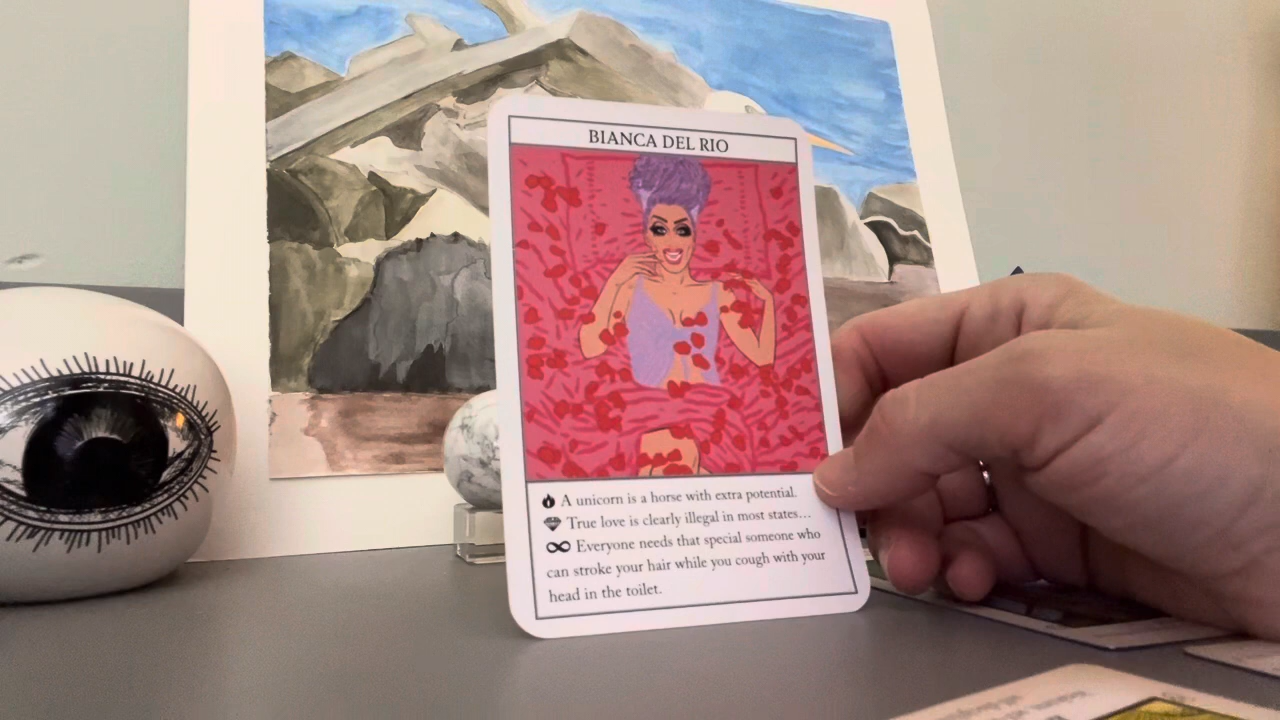 BIANCA DEL RIO
A unicorn is a horse with extra potential.
True love is clearly illegal in most states...
Everyone needs that special someone who
can stroke your hair while you cough with your
head in the toilet.